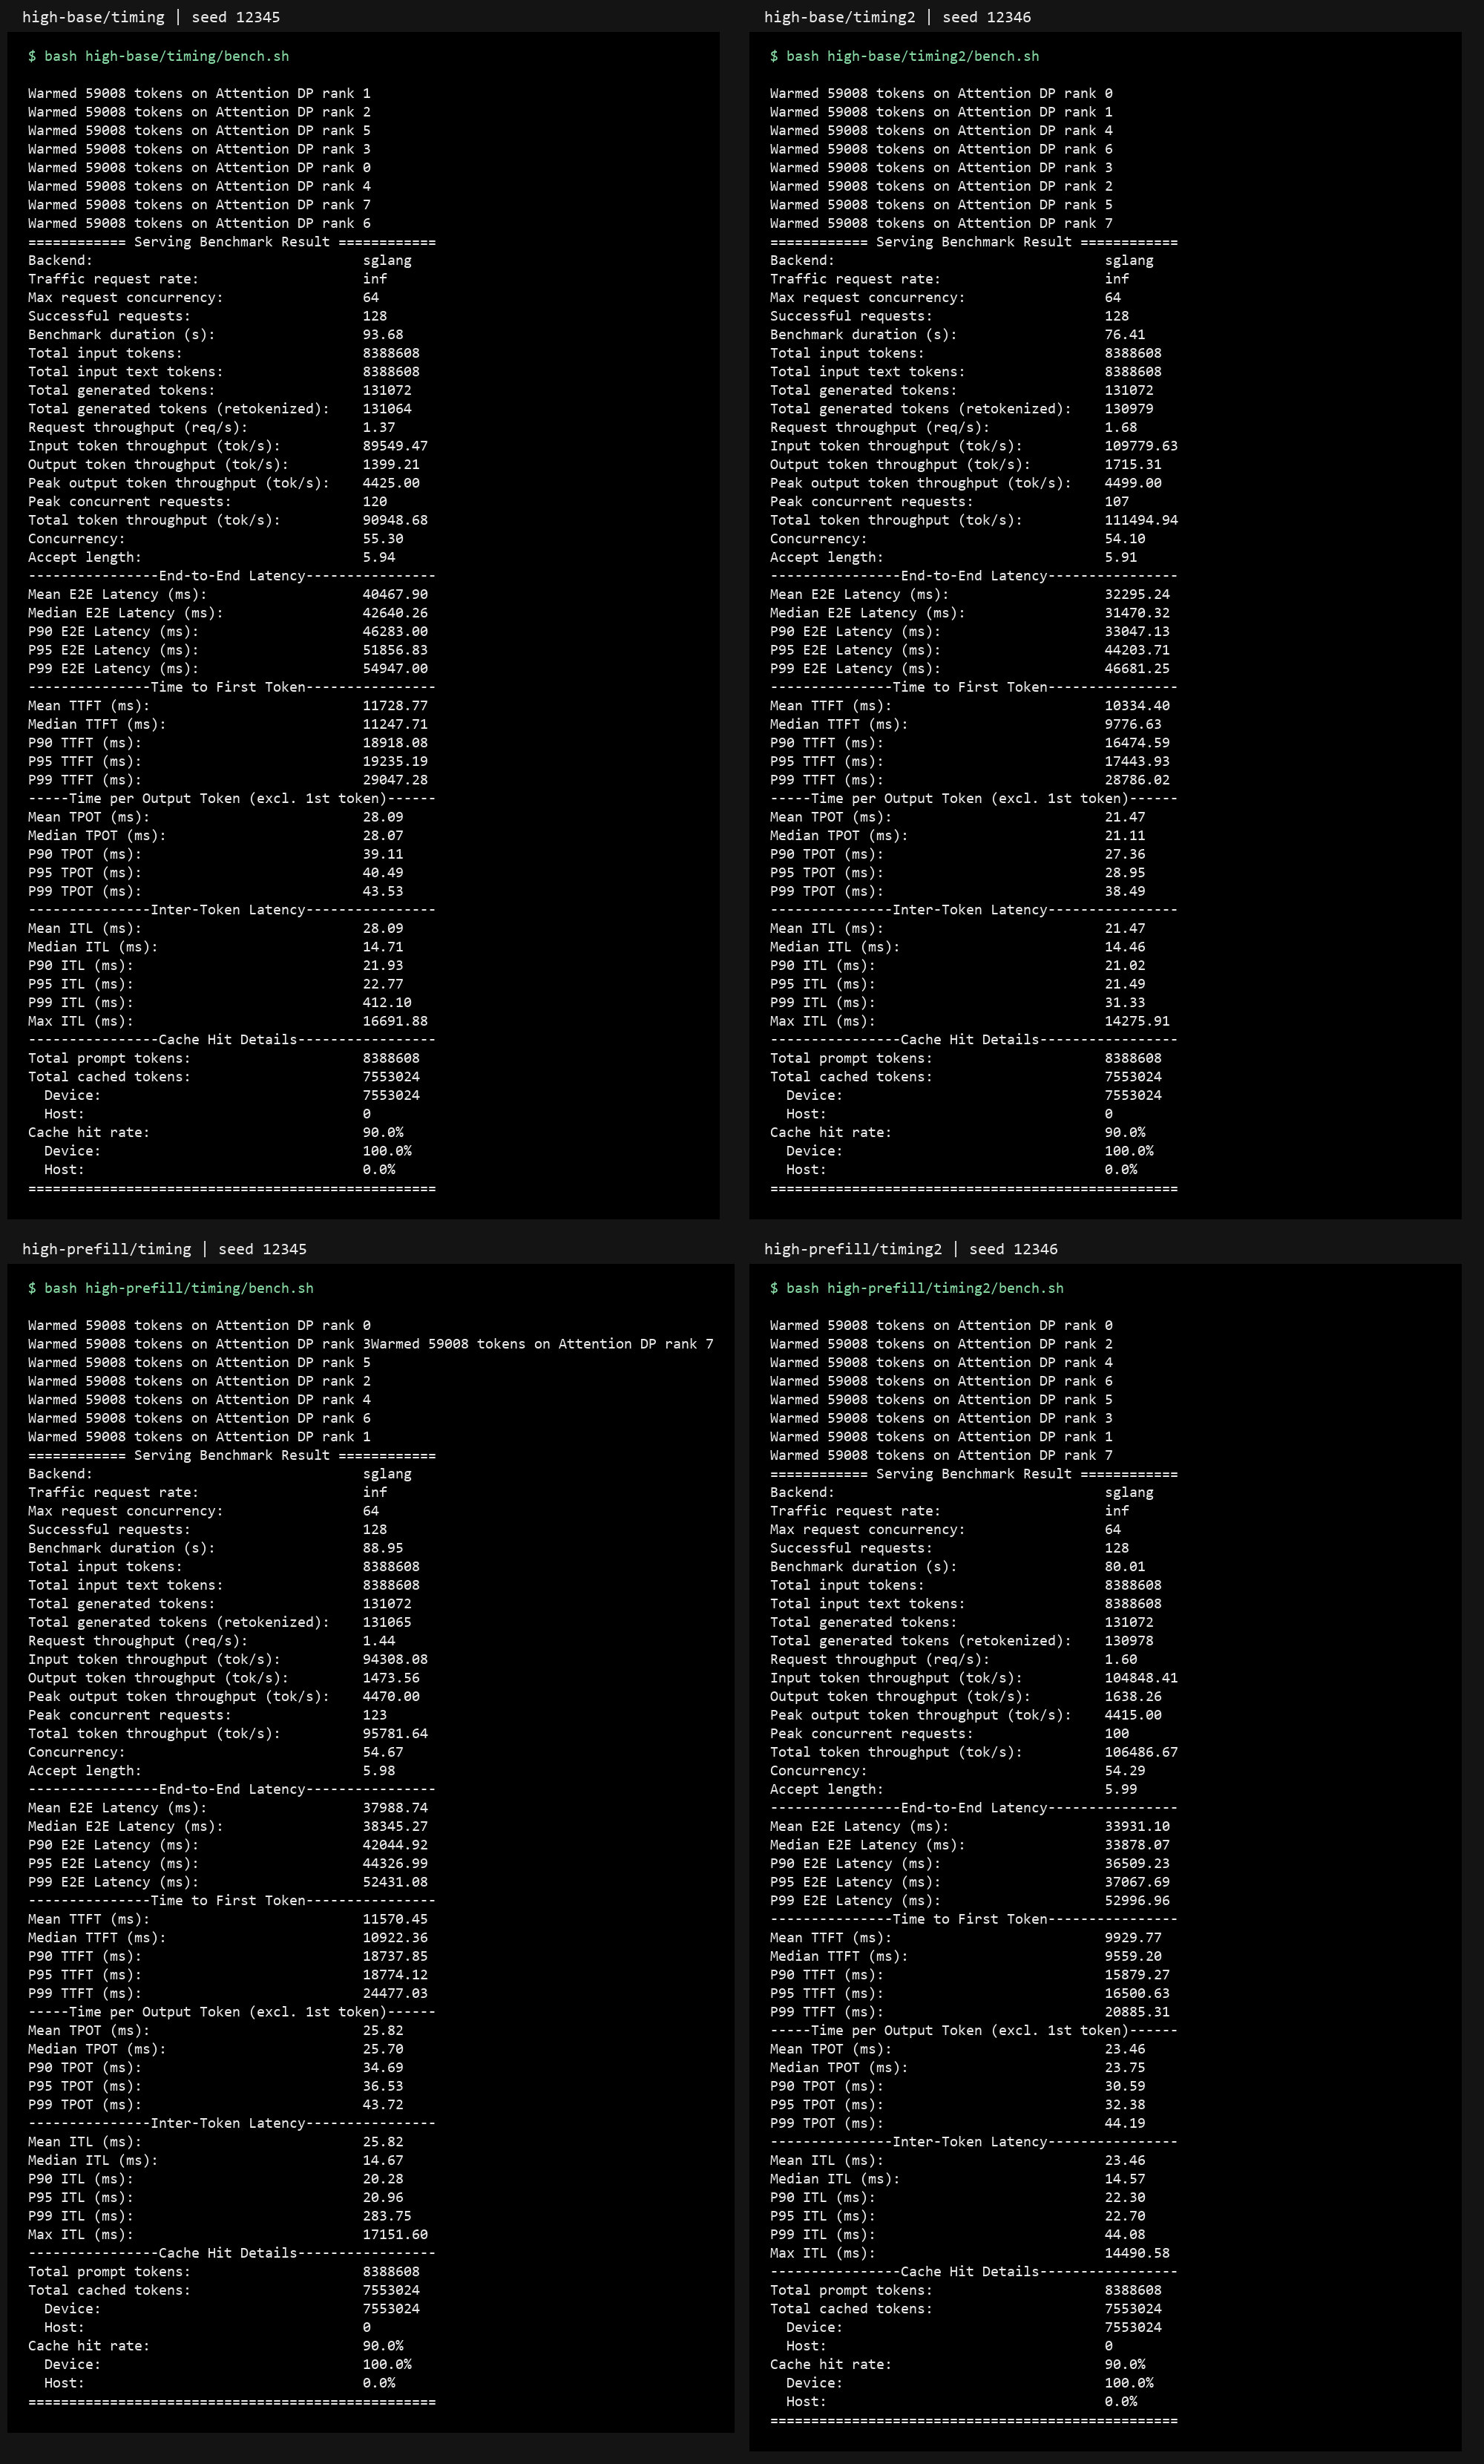 high-base/timing | seed 12345
$ bash high-base/timing/bench.sh
Warmed 59008 tokens on Attention DP rank 1
Warmed 59008 tokens on Attention DP rank 2
Warmed 59008 tokens on Attention DP rank 5
Warmed 59008 tokens on Attention DP rank 3
Warmed 59008 tokens on Attention DP rank 0
Warmed 59008 tokens on Attention DP rank 4
Warmed 59008 tokens on Attention DP rank 7
Warmed 59008 tokens on Attention DP rank 6
============ Serving Benchmark Result ============
Backend: sglang
Traffic request rate: inf
Max request concurrency: 64
Successful requests: 128
Benchmark duration (s): 93.68
Total input tokens: 8388608
Total input text tokens: 8388608
Total generated tokens: 131072
Total generated tokens (retokenized): 131064
Request throughput (req/s): 1.37
Input token throughput (tok/s): 89549.47
Output token throughput (tok/s): 1399.21
Peak output token throughput (tok/s): 4425.00
Peak concurrent requests: 120
Total token throughput (tok/s): 90948.68
Concurrency: 55.30
Accept length: 5.94
----------------End-to-End Latency----------------
Mean E2E Latency (ms): 40467.90
Median E2E Latency (ms): 42640.26
P90 E2E Latency (ms): 46283.00
P95 E2E Latency (ms): 51856.83
P99 E2E Latency (ms): 54947.00
---------------Time to First Token----------------
Mean TTFT (ms): 11728.77
Median TTFT (ms): 11247.71
P90 TTFT (ms): 18918.08
P95 TTFT (ms): 19235.19
P99 TTFT (ms): 29047.28
-----Time per Output Token (excl. 1st token)------
Mean TPOT (ms): 28.09
Median TPOT (ms): 28.07
P90 TPOT (ms): 39.11
P95 TPOT (ms): 40.49
P99 TPOT (ms): 43.53
---------------Inter-Token Latency----------------
Mean ITL (ms): 28.09
Median ITL (ms): 14.71
P90 ITL (ms): 21.93
P95 ITL (ms): 22.77
P99 ITL (ms): 412.10
Max ITL (ms): 16691.88
----------------Cache Hit Details-----------------
Total prompt tokens: 8388608
Total cached tokens: 7553024
  Device: 7553024
  Host: 0
Cache hit rate: 90.0%
  Device: 100.0%
  Host: 0.0%
==================================================
high-base/timing2 | seed 12346
$ bash high-base/timing2/bench.sh
Warmed 59008 tokens on Attention DP rank 0
Warmed 59008 tokens on Attention DP rank 1
Warmed 59008 tokens on Attention DP rank 4
Warmed 59008 tokens on Attention DP rank 6
Warmed 59008 tokens on Attention DP rank 3
Warmed 59008 tokens on Attention DP rank 2
Warmed 59008 tokens on Attention DP rank 5
Warmed 59008 tokens on Attention DP rank 7
============ Serving Benchmark Result ============
Backend: sglang
Traffic request rate: inf
Max request concurrency: 64
Successful requests: 128
Benchmark duration (s): 76.41
Total input tokens: 8388608
Total input text tokens: 8388608
Total generated tokens: 131072
Total generated tokens (retokenized): 130979
Request throughput (req/s): 1.68
Input token throughput (tok/s): 109779.63
Output token throughput (tok/s): 1715.31
Peak output token throughput (tok/s): 4499.00
Peak concurrent requests: 107
Total token throughput (tok/s): 111494.94
Concurrency: 54.10
Accept length: 5.91
----------------End-to-End Latency----------------
Mean E2E Latency (ms): 32295.24
Median E2E Latency (ms): 31470.32
P90 E2E Latency (ms): 33047.13
P95 E2E Latency (ms): 44203.71
P99 E2E Latency (ms): 46681.25
---------------Time to First Token----------------
Mean TTFT (ms): 10334.40
Median TTFT (ms): 9776.63
P90 TTFT (ms): 16474.59
P95 TTFT (ms): 17443.93
P99 TTFT (ms): 28786.02
-----Time per Output Token (excl. 1st token)------
Mean TPOT (ms): 21.47
Median TPOT (ms): 21.11
P90 TPOT (ms): 27.36
P95 TPOT (ms): 28.95
P99 TPOT (ms): 38.49
---------------Inter-Token Latency----------------
Mean ITL (ms): 21.47
Median ITL (ms): 14.46
P90 ITL (ms): 21.02
P95 ITL (ms): 21.49
P99 ITL (ms): 31.33
Max ITL (ms): 14275.91
----------------Cache Hit Details-----------------
Total prompt tokens: 8388608
Total cached tokens: 7553024
  Device: 7553024
  Host: 0
Cache hit rate: 90.0%
  Device: 100.0%
  Host: 0.0%
==================================================
high-prefill/timing | seed 12345
$ bash high-prefill/timing/bench.sh
Warmed 59008 tokens on Attention DP rank 0
Warmed 59008 tokens on Attention DP rank 3Warmed 59008 tokens on Attention DP rank 7
Warmed 59008 tokens on Attention DP rank 5
Warmed 59008 tokens on Attention DP rank 2
Warmed 59008 tokens on Attention DP rank 4
Warmed 59008 tokens on Attention DP rank 6
Warmed 59008 tokens on Attention DP rank 1
============ Serving Benchmark Result ============
Backend: sglang
Traffic request rate: inf
Max request concurrency: 64
Successful requests: 128
Benchmark duration (s): 88.95
Total input tokens: 8388608
Total input text tokens: 8388608
Total generated tokens: 131072
Total generated tokens (retokenized): 131065
Request throughput (req/s): 1.44
Input token throughput (tok/s): 94308.08
Output token throughput (tok/s): 1473.56
Peak output token throughput (tok/s): 4470.00
Peak concurrent requests: 123
Total token throughput (tok/s): 95781.64
Concurrency: 54.67
Accept length: 5.98
----------------End-to-End Latency----------------
Mean E2E Latency (ms): 37988.74
Median E2E Latency (ms): 38345.27
P90 E2E Latency (ms): 42044.92
P95 E2E Latency (ms): 44326.99
P99 E2E Latency (ms): 52431.08
---------------Time to First Token----------------
Mean TTFT (ms): 11570.45
Median TTFT (ms): 10922.36
P90 TTFT (ms): 18737.85
P95 TTFT (ms): 18774.12
P99 TTFT (ms): 24477.03
-----Time per Output Token (excl. 1st token)------
Mean TPOT (ms): 25.82
Median TPOT (ms): 25.70
P90 TPOT (ms): 34.69
P95 TPOT (ms): 36.53
P99 TPOT (ms): 43.72
---------------Inter-Token Latency----------------
Mean ITL (ms): 25.82
Median ITL (ms): 14.67
P90 ITL (ms): 20.28
P95 ITL (ms): 20.96
P99 ITL (ms): 283.75
Max ITL (ms): 17151.60
----------------Cache Hit Details-----------------
Total prompt tokens: 8388608
Total cached tokens: 7553024
  Device: 7553024
  Host: 0
Cache hit rate: 90.0%
  Device: 100.0%
  Host: 0.0%
==================================================
high-prefill/timing2 | seed 12346
$ bash high-prefill/timing2/bench.sh
Warmed 59008 tokens on Attention DP rank 0
Warmed 59008 tokens on Attention DP rank 2
Warmed 59008 tokens on Attention DP rank 4
Warmed 59008 tokens on Attention DP rank 6
Warmed 59008 tokens on Attention DP rank 5
Warmed 59008 tokens on Attention DP rank 3
Warmed 59008 tokens on Attention DP rank 1
Warmed 59008 tokens on Attention DP rank 7
============ Serving Benchmark Result ============
Backend: sglang
Traffic request rate: inf
Max request concurrency: 64
Successful requests: 128
Benchmark duration (s): 80.01
Total input tokens: 8388608
Total input text tokens: 8388608
Total generated tokens: 131072
Total generated tokens (retokenized): 130978
Request throughput (req/s): 1.60
Input token throughput (tok/s): 104848.41
Output token throughput (tok/s): 1638.26
Peak output token throughput (tok/s): 4415.00
Peak concurrent requests: 100
Total token throughput (tok/s): 106486.67
Concurrency: 54.29
Accept length: 5.99
----------------End-to-End Latency----------------
Mean E2E Latency (ms): 33931.10
Median E2E Latency (ms): 33878.07
P90 E2E Latency (ms): 36509.23
P95 E2E Latency (ms): 37067.69
P99 E2E Latency (ms): 52996.96
---------------Time to First Token----------------
Mean TTFT (ms): 9929.77
Median TTFT (ms): 9559.20
P90 TTFT (ms): 15879.27
P95 TTFT (ms): 16500.63
P99 TTFT (ms): 20885.31
-----Time per Output Token (excl. 1st token)------
Mean TPOT (ms): 23.46
Median TPOT (ms): 23.75
P90 TPOT (ms): 30.59
P95 TPOT (ms): 32.38
P99 TPOT (ms): 44.19
---------------Inter-Token Latency----------------
Mean ITL (ms): 23.46
Median ITL (ms): 14.57
P90 ITL (ms): 22.30
P95 ITL (ms): 22.70
P99 ITL (ms): 44.08
Max ITL (ms): 14490.58
----------------Cache Hit Details-----------------
Total prompt tokens: 8388608
Total cached tokens: 7553024
  Device: 7553024
  Host: 0
Cache hit rate: 90.0%
  Device: 100.0%
  Host: 0.0%
==================================================